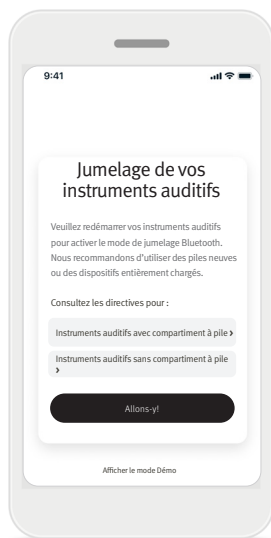 9:41
Jumelage de vos
instruments auditifs
Veuillez redémarrer vos instruments auditifs
pour activer le mode de jumelage Bluetooth.
Nous recommandons d'utiliser des piles neuves
ou des dispositifs entièrement chargés.
Consultez les directives pour :
Instruments auditifs avec compartiment à pile ›
Instruments auditifs sans compartiment à pile
›
Allons-y!
Afficher le mode Démo